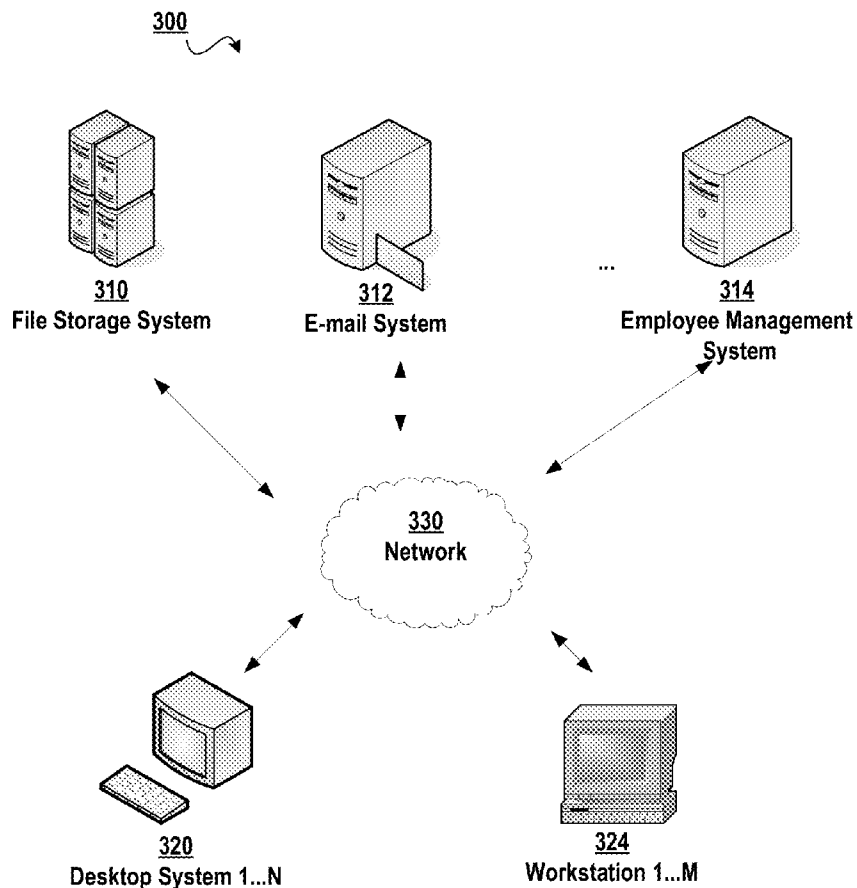 300
310
File Storage System
312
E-mail System
...
314
Employee Management
System
330
Network
320
Desktop System 1...N
324
Workstation 1...M